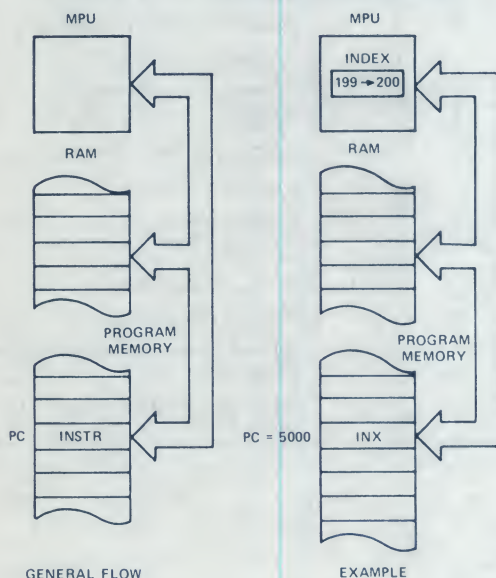 MPU
RAM
PROGRAM
MEMORY
PC
INSTR
GENERAL FLOW
MPU
INDEX
199 → 200
RAM
PROGRAM
MEMORY
PC = 5000
INX
EXAMPLE